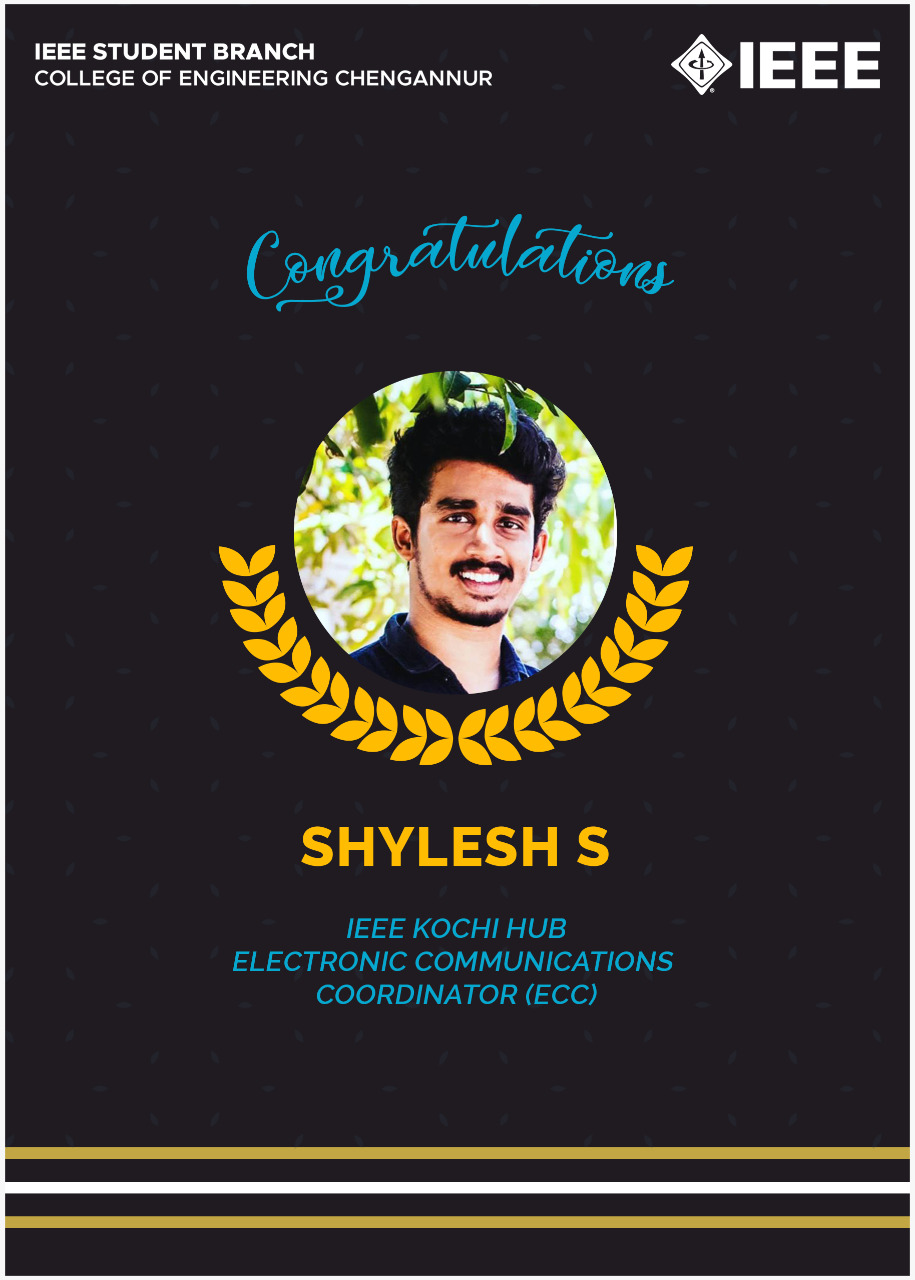 IEEE STUDENT BRANCH
COLLEGE OF ENGINEERING CHENGANNUR
IEEE
Congratulations
SHYLESH S
IEEE KOCHI HUB
ELECTRONIC COMMUNICATIONS
COORDINATOR (ECC)